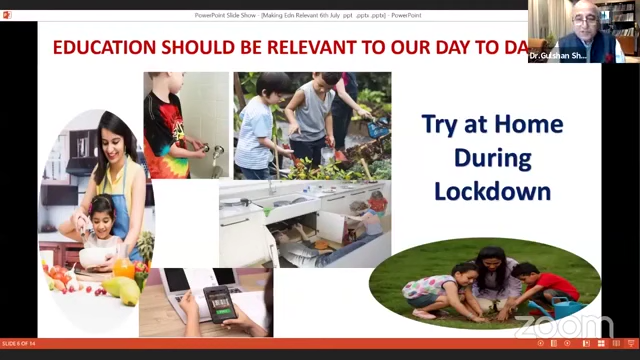 PowerPoint Slide Show - [Making Edn Relevant 6th July .ppt .pptx .pptx] - PowerPoint
EDUCATION SHOULD BE RELEVANT TO OUR DAY TO DA
Dr.Gulshan Sh...
Try at Home
During
Lockdown
zoom
SLIDE 6 OF 14